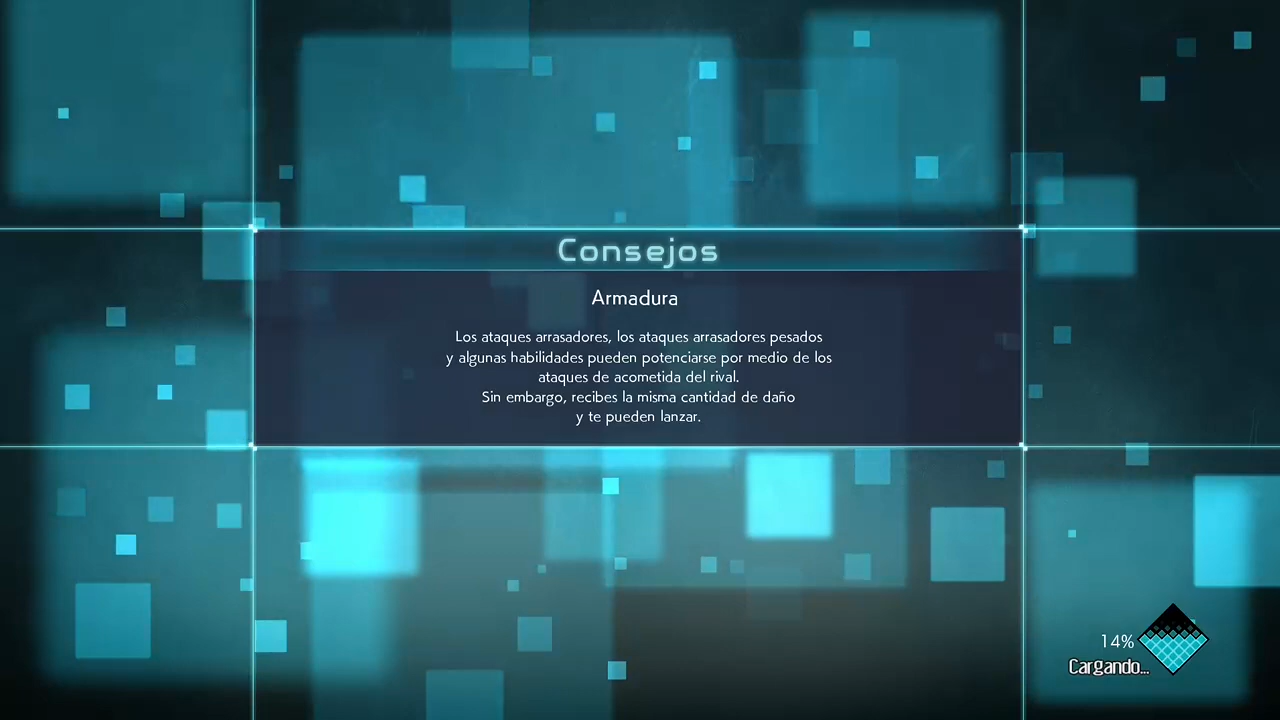 Consejos
Armadura
Los ataques arrasadores, los ataques arrasadores pesados
y algunas habilidades pueden potenciarse por medio de los
ataques de acometida del rival.
Sin embargo, recibes la misma cantidad de daño
y te pueden lanzar.
14%
Cargando...